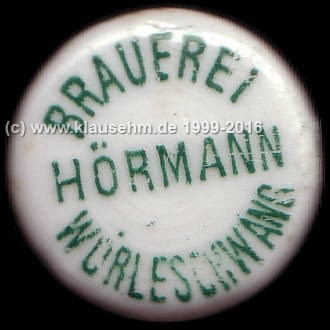 BRAUEREI
(c) www.klausehm.de 1999-2016
HÖRMANN
WÖRLESCHWANG